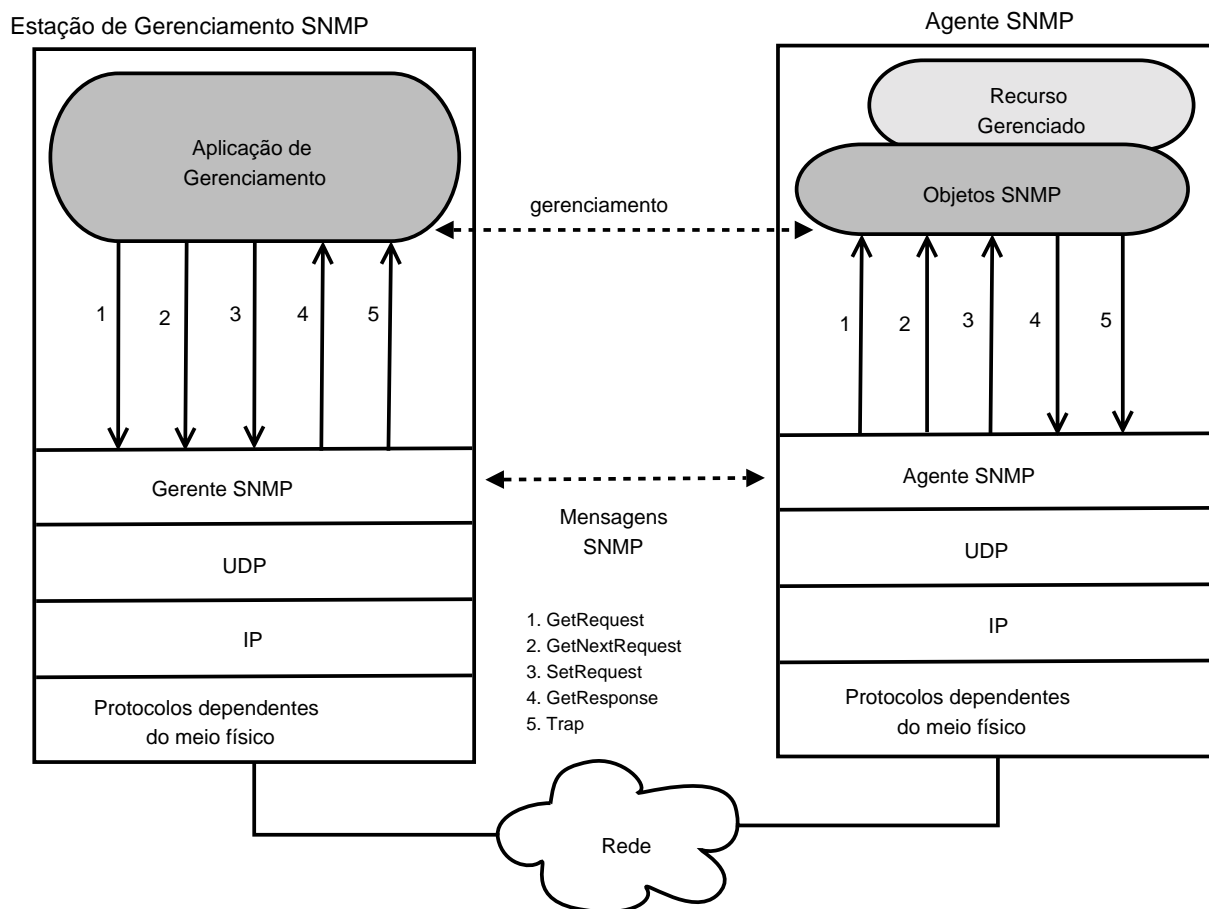 Estação de Gerenciamento SNMP
Aplicação de
Gerenciamento
1
2
3
4
5
Gerente SNMP
UDP
IP
Protocolos dependentes
do meio físico
gerenciamento
Mensagens
SNMP
1. GetRequest
2. GetNextRequest
3. SetRequest
4. GetResponse
5. Trap
Rede
Agente SNMP
Recurso
Gerenciado
Objetos SNMP
1
2
3
4
5
Agente SNMP
UDP
IP
Protocolos dependentes
do meio físico